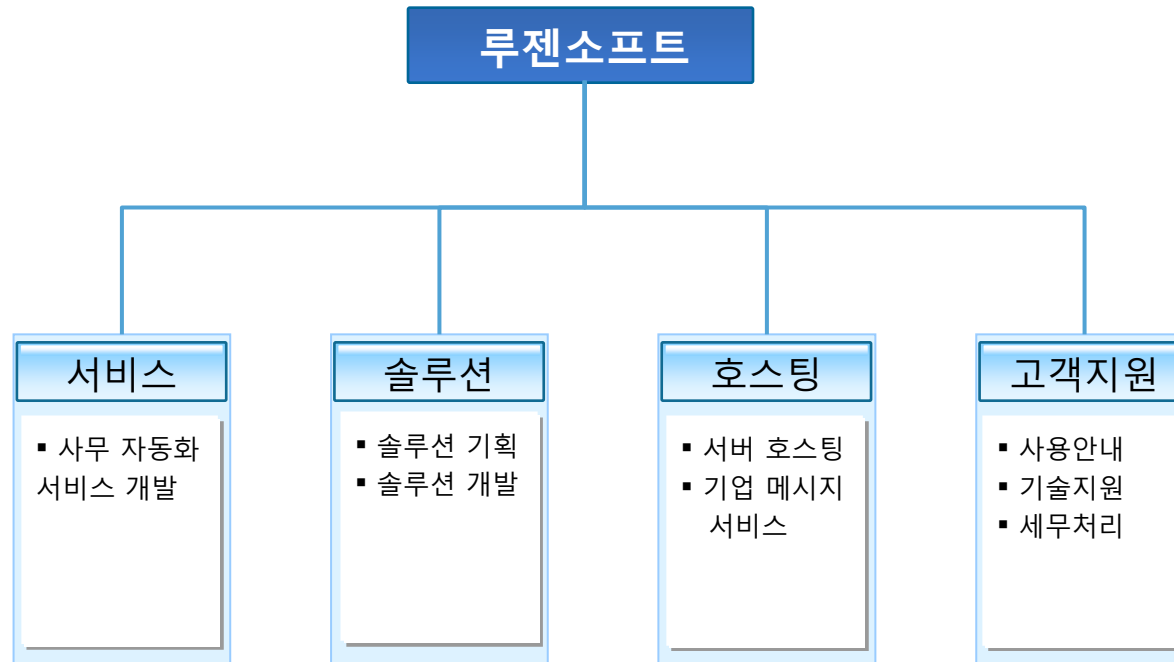 루젠소프트
서비스
▪ 사무 자동화
서비스 개발
솔루션
▪ 솔루션 기획
▪ 솔루션 개발
호스팅
▪ 서버 호스팅
▪ 기업 메시지
서비스
고객지원
▪ 사용안내
▪ 기술지원
▪ 세무처리